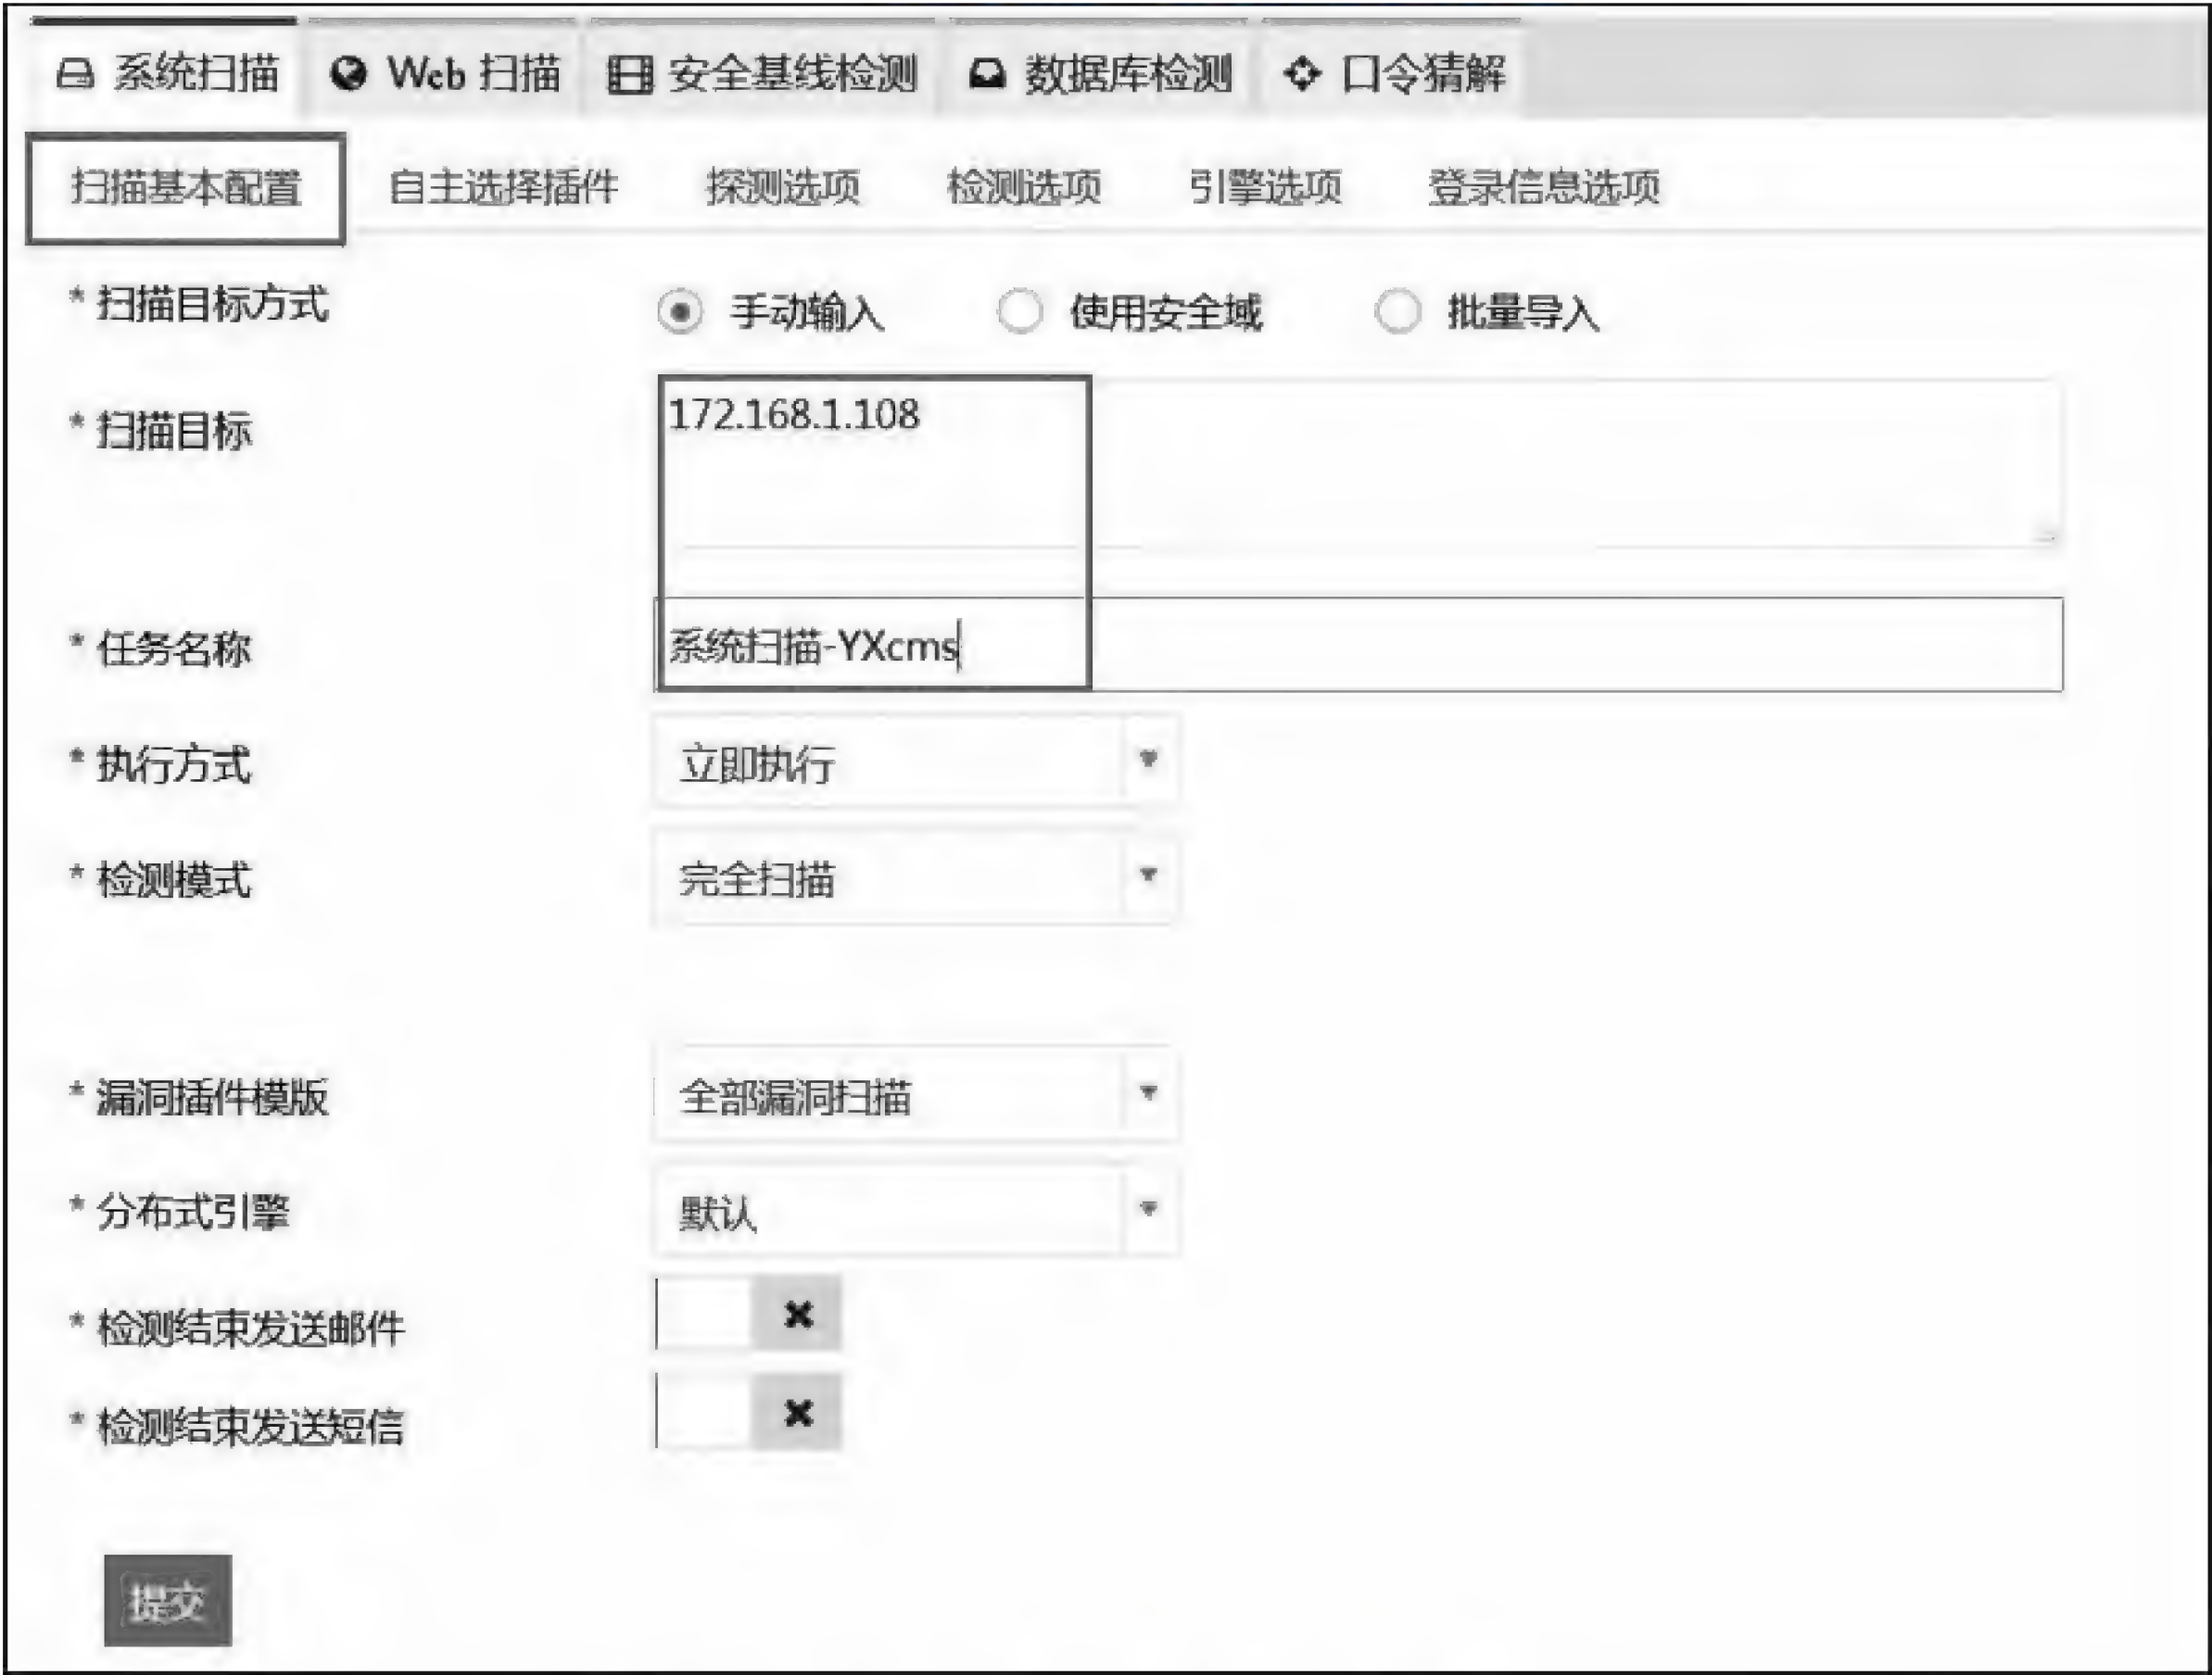 系统扫描 Web 扫描 安全基线检测 数据库检测 口令猜解
扫描基本配置 自主选择插件 探测选项 检测选项 引擎选项 登录信息选项
* 扫描目标方式 手动输入 使用安全域 批量导入
* 扫描目标 172.168.1.108
* 任务名称 系统扫描-YXcms
* 执行方式 立即执行
* 检测模式 完全扫描
* 漏洞插件模版 全部漏洞扫描
* 分布式引擎 默认
* 检测结束发送邮件
* 检测结束发送短信
提交